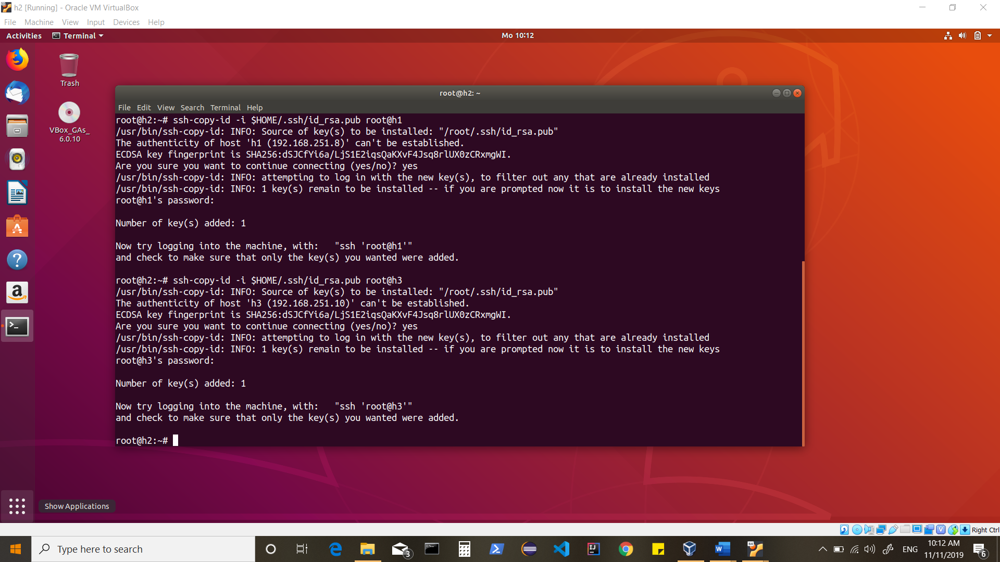 h2 [Running] - Oracle VM VirtualBox
File Machine View Input Devices Help
Activities Terminal Mo 10:12
Trash
VBox_GAs_
6.0.10
root@h2: ~
File Edit View Search Terminal Help
root@h2:~# ssh-copy-id -i $HOME/.ssh/id_rsa.pub root@h1
/usr/bin/ssh-copy-id: INFO: Source of key(s) to be installed: "/root/.ssh/id_rsa.pub"
The authenticity of host 'h1 (192.168.251.8)' can't be established.
ECDSA key fingerprint is SHA256:dSJCfYi6a/LjS1E2iqsQaKXvF4Jsq8rlUX0zCRxmgWI.
Are you sure you want to continue connecting (yes/no)? yes
/usr/bin/ssh-copy-id: INFO: attempting to log in with the new key(s), to filter out any that are already installed
/usr/bin/ssh-copy-id: INFO: 1 key(s) remain to be installed -- if you are prompted now it is to install the new keys
root@h1's password:
Number of key(s) added: 1
Now try logging into the machine, with:   "ssh 'root@h1'"
and check to make sure that only the key(s) you wanted were added.
root@h2:~# ssh-copy-id -i $HOME/.ssh/id_rsa.pub root@h3
/usr/bin/ssh-copy-id: INFO: Source of key(s) to be installed: "/root/.ssh/id_rsa.pub"
The authenticity of host 'h3 (192.168.251.10)' can't be established.
ECDSA key fingerprint is SHA256:dSJCfYi6a/LjS1E2iqsQaKXvF4Jsq8rlUX0zCRxmgWI.
Are you sure you want to continue connecting (yes/no)? yes
/usr/bin/ssh-copy-id: INFO: attempting to log in with the new key(s), to filter out any that are already installed
/usr/bin/ssh-copy-id: INFO: 1 key(s) remain to be installed -- if you are prompted now it is to install the new keys
root@h3's password:
Number of key(s) added: 1
Now try logging into the machine, with:   "ssh 'root@h3'"
and check to make sure that only the key(s) you wanted were added.
root@h2:~#
Show Applications
Right Ctrl
Type here to search
3
ENG
10:12 AM
11/11/2019
6